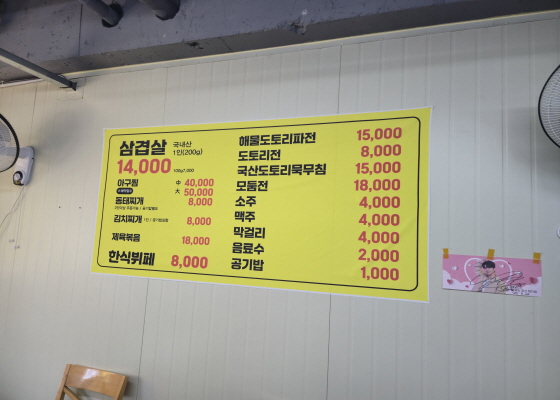 삼겹살 국내산 1인(200g)
14,000 100g7,000
아구찜 中 40,000
大 50,000
동태찌개 8,000
김치찌개 8,000
제육볶음 18,000
한식뷔페 8,000
해물도토리파전 15,000
도토리전 8,000
국산도토리묵무침 15,000
모둠전 18,000
소주 4,000
맥주 4,000
막걸리 4,000
음료수 2,000
공기밥 1,000